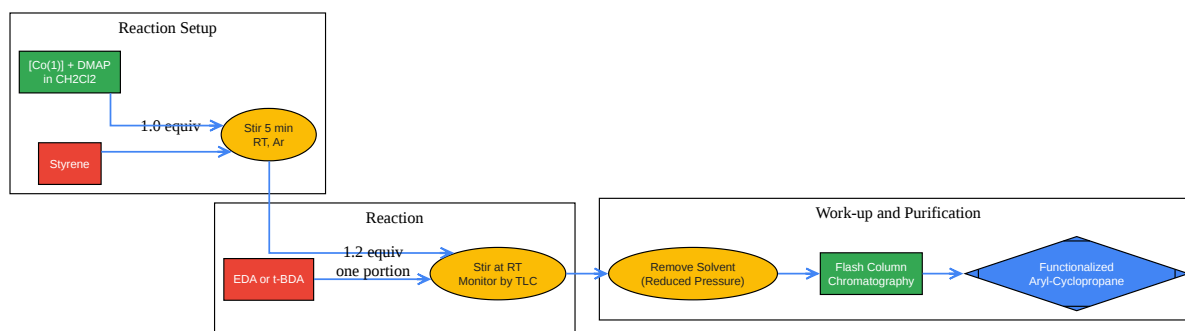 Reaction Setup
[Co(1)] + DMAP
in CH2Cl2
1.0 equiv
Stir 5 min
RT, Ar
Styrene
Reaction
1.2 equiv
one portion
EDA or t-BDA
Stir at RT
Monitor by TLC
Work-up and Purification
Remove Solvent
(Reduced Pressure)
Flash Column
Chromatography
Functionalized
Aryl-Cyclopropane